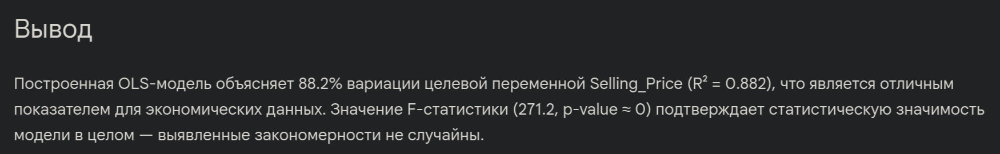 Вывод
Построенная OLS-модель объясняет 88.2% вариации целевой переменной Selling_Price (R² = 0.882), что является отличным
показателем для экономических данных. Значение F-статистики (271.2, p-value ≈ 0) подтверждает статистическую значимость
модели в целом — выявленные закономерности не случайны.